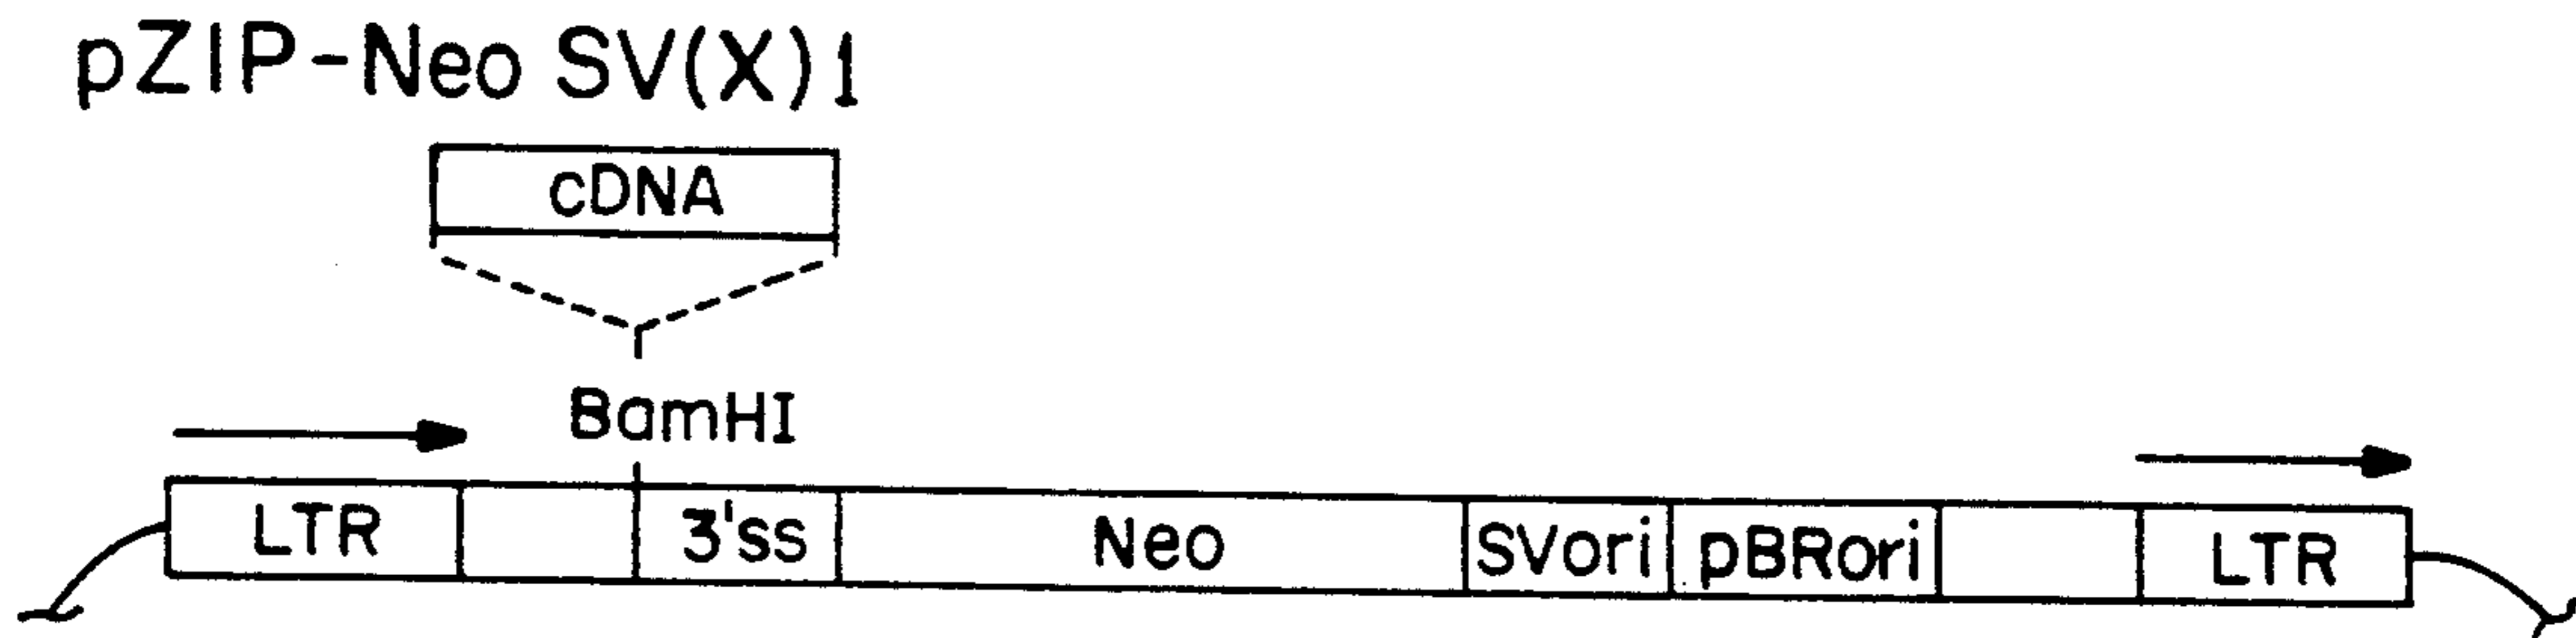 pZIP-Neo SV(X)1
cDNA
BamHI
LTR 3'ss Neo SVori pBRori LTR